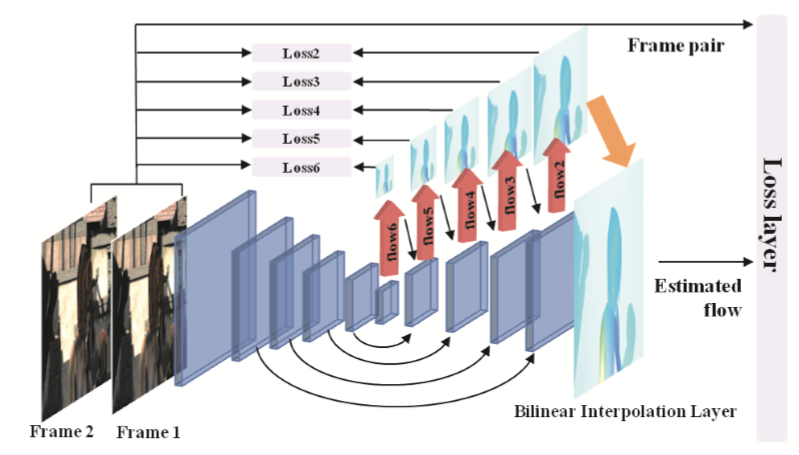 Frame pair
Loss2
Loss3
Loss4
Loss5
Loss6
flow6
flow5
flow4
flow3
flow2
Loss layer
Estimated
flow
Bilinear Interpolation Layer
Frame 2
Frame 1